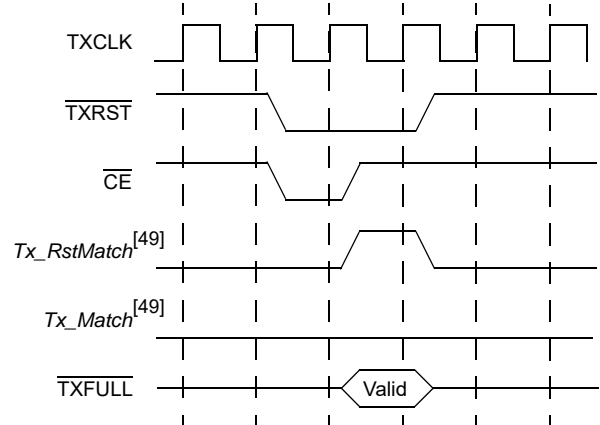 TXCLK
TXRST
CE
Tx_RstMatch[49]
Tx_Match[49]
TXFULL Valid